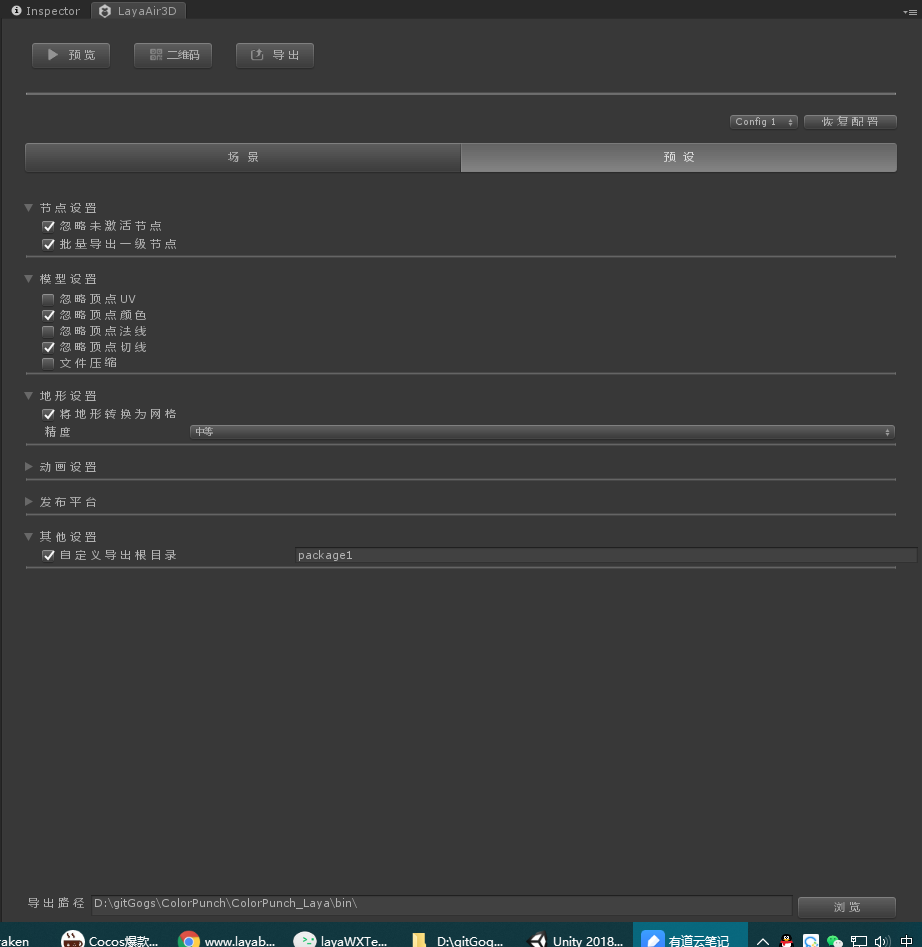 Inspector LayaAir3D
预览 二维码 导出
Config 1 恢复配置
场景 预设
节点设置
忽略未激活节点
批量导出一级节点
模型设置
忽略顶点UV
忽略顶点颜色
忽略顶点法线
忽略顶点切线
文件压缩
地形设置
将地形转换为网格
精度 中等
动画设置
发布平台
其他设置
自定义导出根目录 package1
导出路径 D:\gitGogs\ColorPunch\ColorPunch_Laya\bin\ 浏览
raken Cocos爆款... www.layab... layaWXTe... D:\gitGog... Unity 2018... 有道云笔记 中